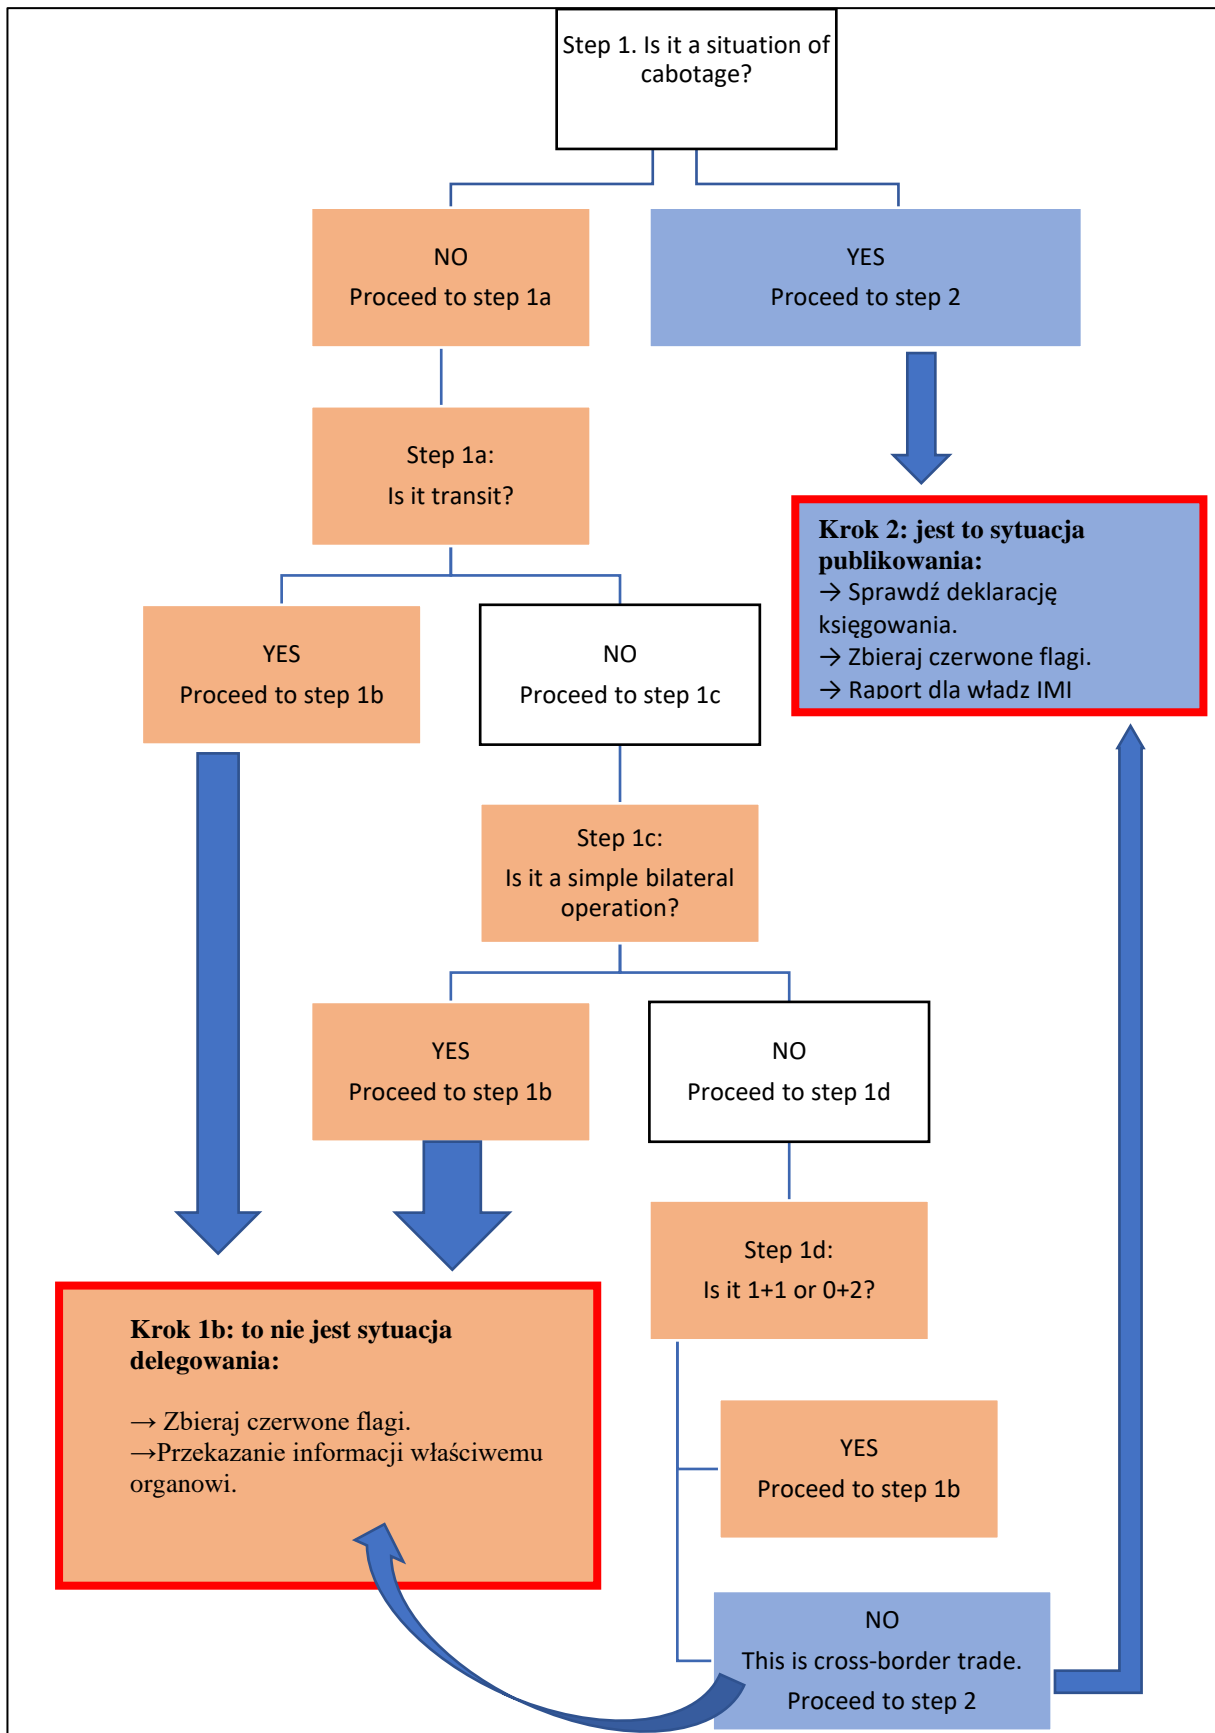 Step 1. Is it a situation of
cabotage?
NO
Proceed to step 1a
YES
Proceed to step 2
Step 1a:
Is it transit?
Krok 2: jest to sytuacja
publikowania:
→ Sprawdź deklarację
księgowania.
→ Zbieraj czerwone flagi.
→ Raport dla władz IMI
YES
Proceed to step 1b
NO
Proceed to step 1c
Step 1c:
Is it a simple bilateral
operation?
YES
Proceed to step 1b
NO
Proceed to step 1d
Step 1d:
Is it 1+1 or 0+2?
Krok 1b: to nie jest sytuacja
delegowania:
→ Zbieraj czerwone flagi.
→Przekazanie informacji właściwemu
organowi.
YES
Proceed to step 1b
NO
This is cross-border trade.
Proceed to step 2